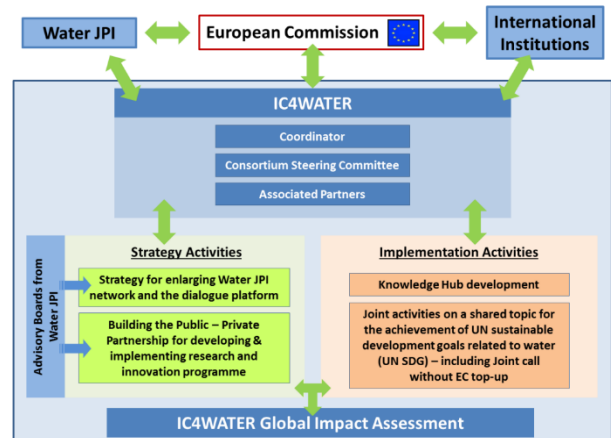 Water JPI
European Commission
International
Institutions
IC4WATER
Coordinator
Consortium Steering Committee
Associated Partners
Advisory Boards from
Water JPI
Strategy Activities
Strategy for enlarging Water JPI
network and the dialogue platform
Building the Public – Private
Partnership for developing &
implementing research and
innovation programme
Implementation Activities
Knowledge Hub development
Joint activities on a shared topic for
the achievement of UN sustainable
development goals related to water
(UN SDG) – including Joint call
without EC top-up
IC4WATER Global Impact Assessment